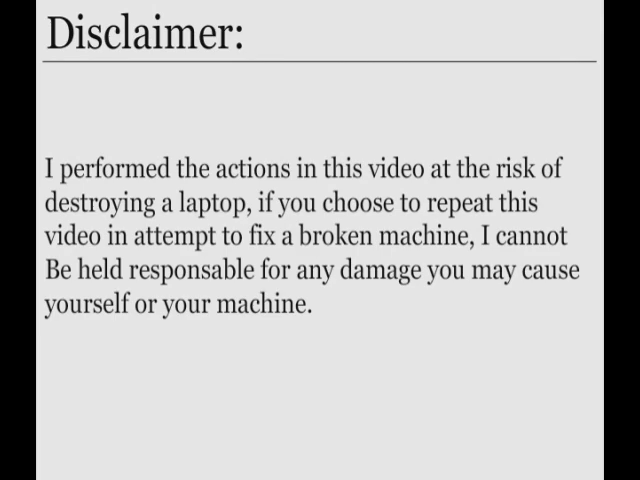 Disclaimer:
I performed the actions in this video at the risk of
destroying a laptop, if you choose to repeat this
video in attempt to fix a broken machine, I cannot
Be held responsable for any damage you may cause
yourself or your machine.